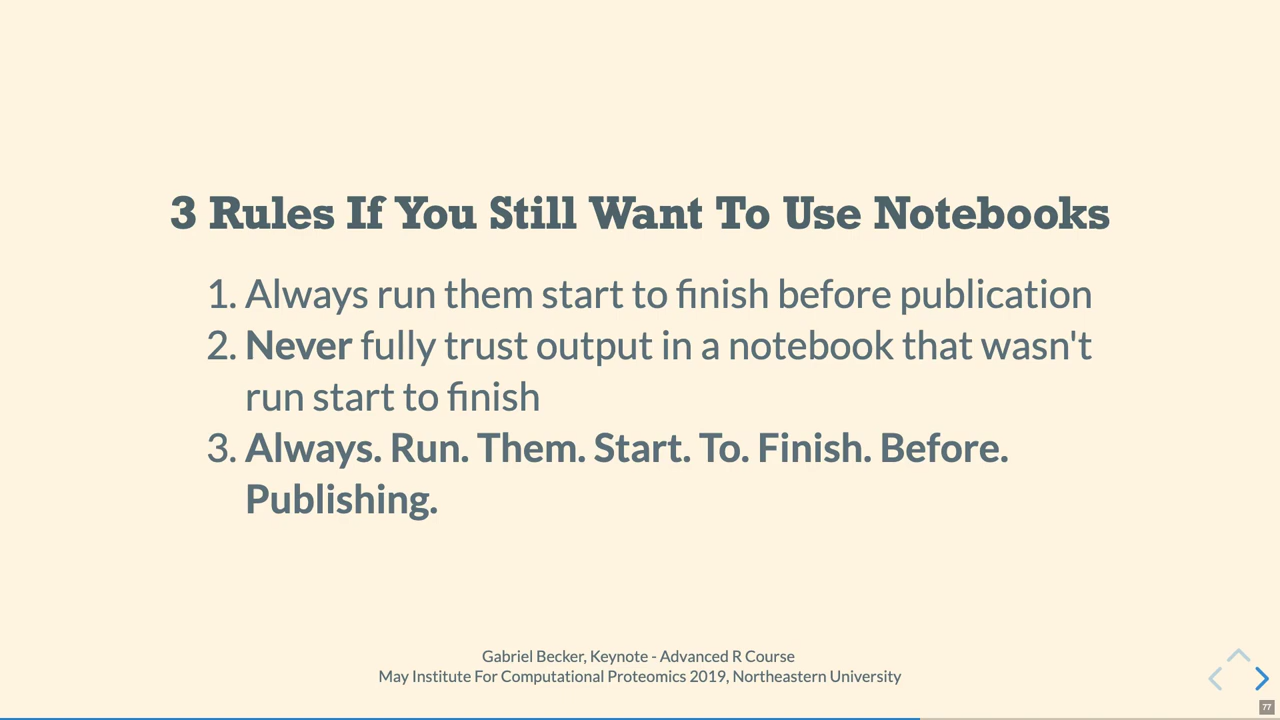 3 Rules If You Still Want To Use Notebooks
1. Always run them start to finish before publication
2. Never fully trust output in a notebook that wasn't
run start to finish
3. Always. Run. Them. Start. To. Finish. Before.
Publishing.
Gabriel Becker, Keynote - Advanced R Course
May Institute For Computational Proteomics 2019, Northeastern University
77